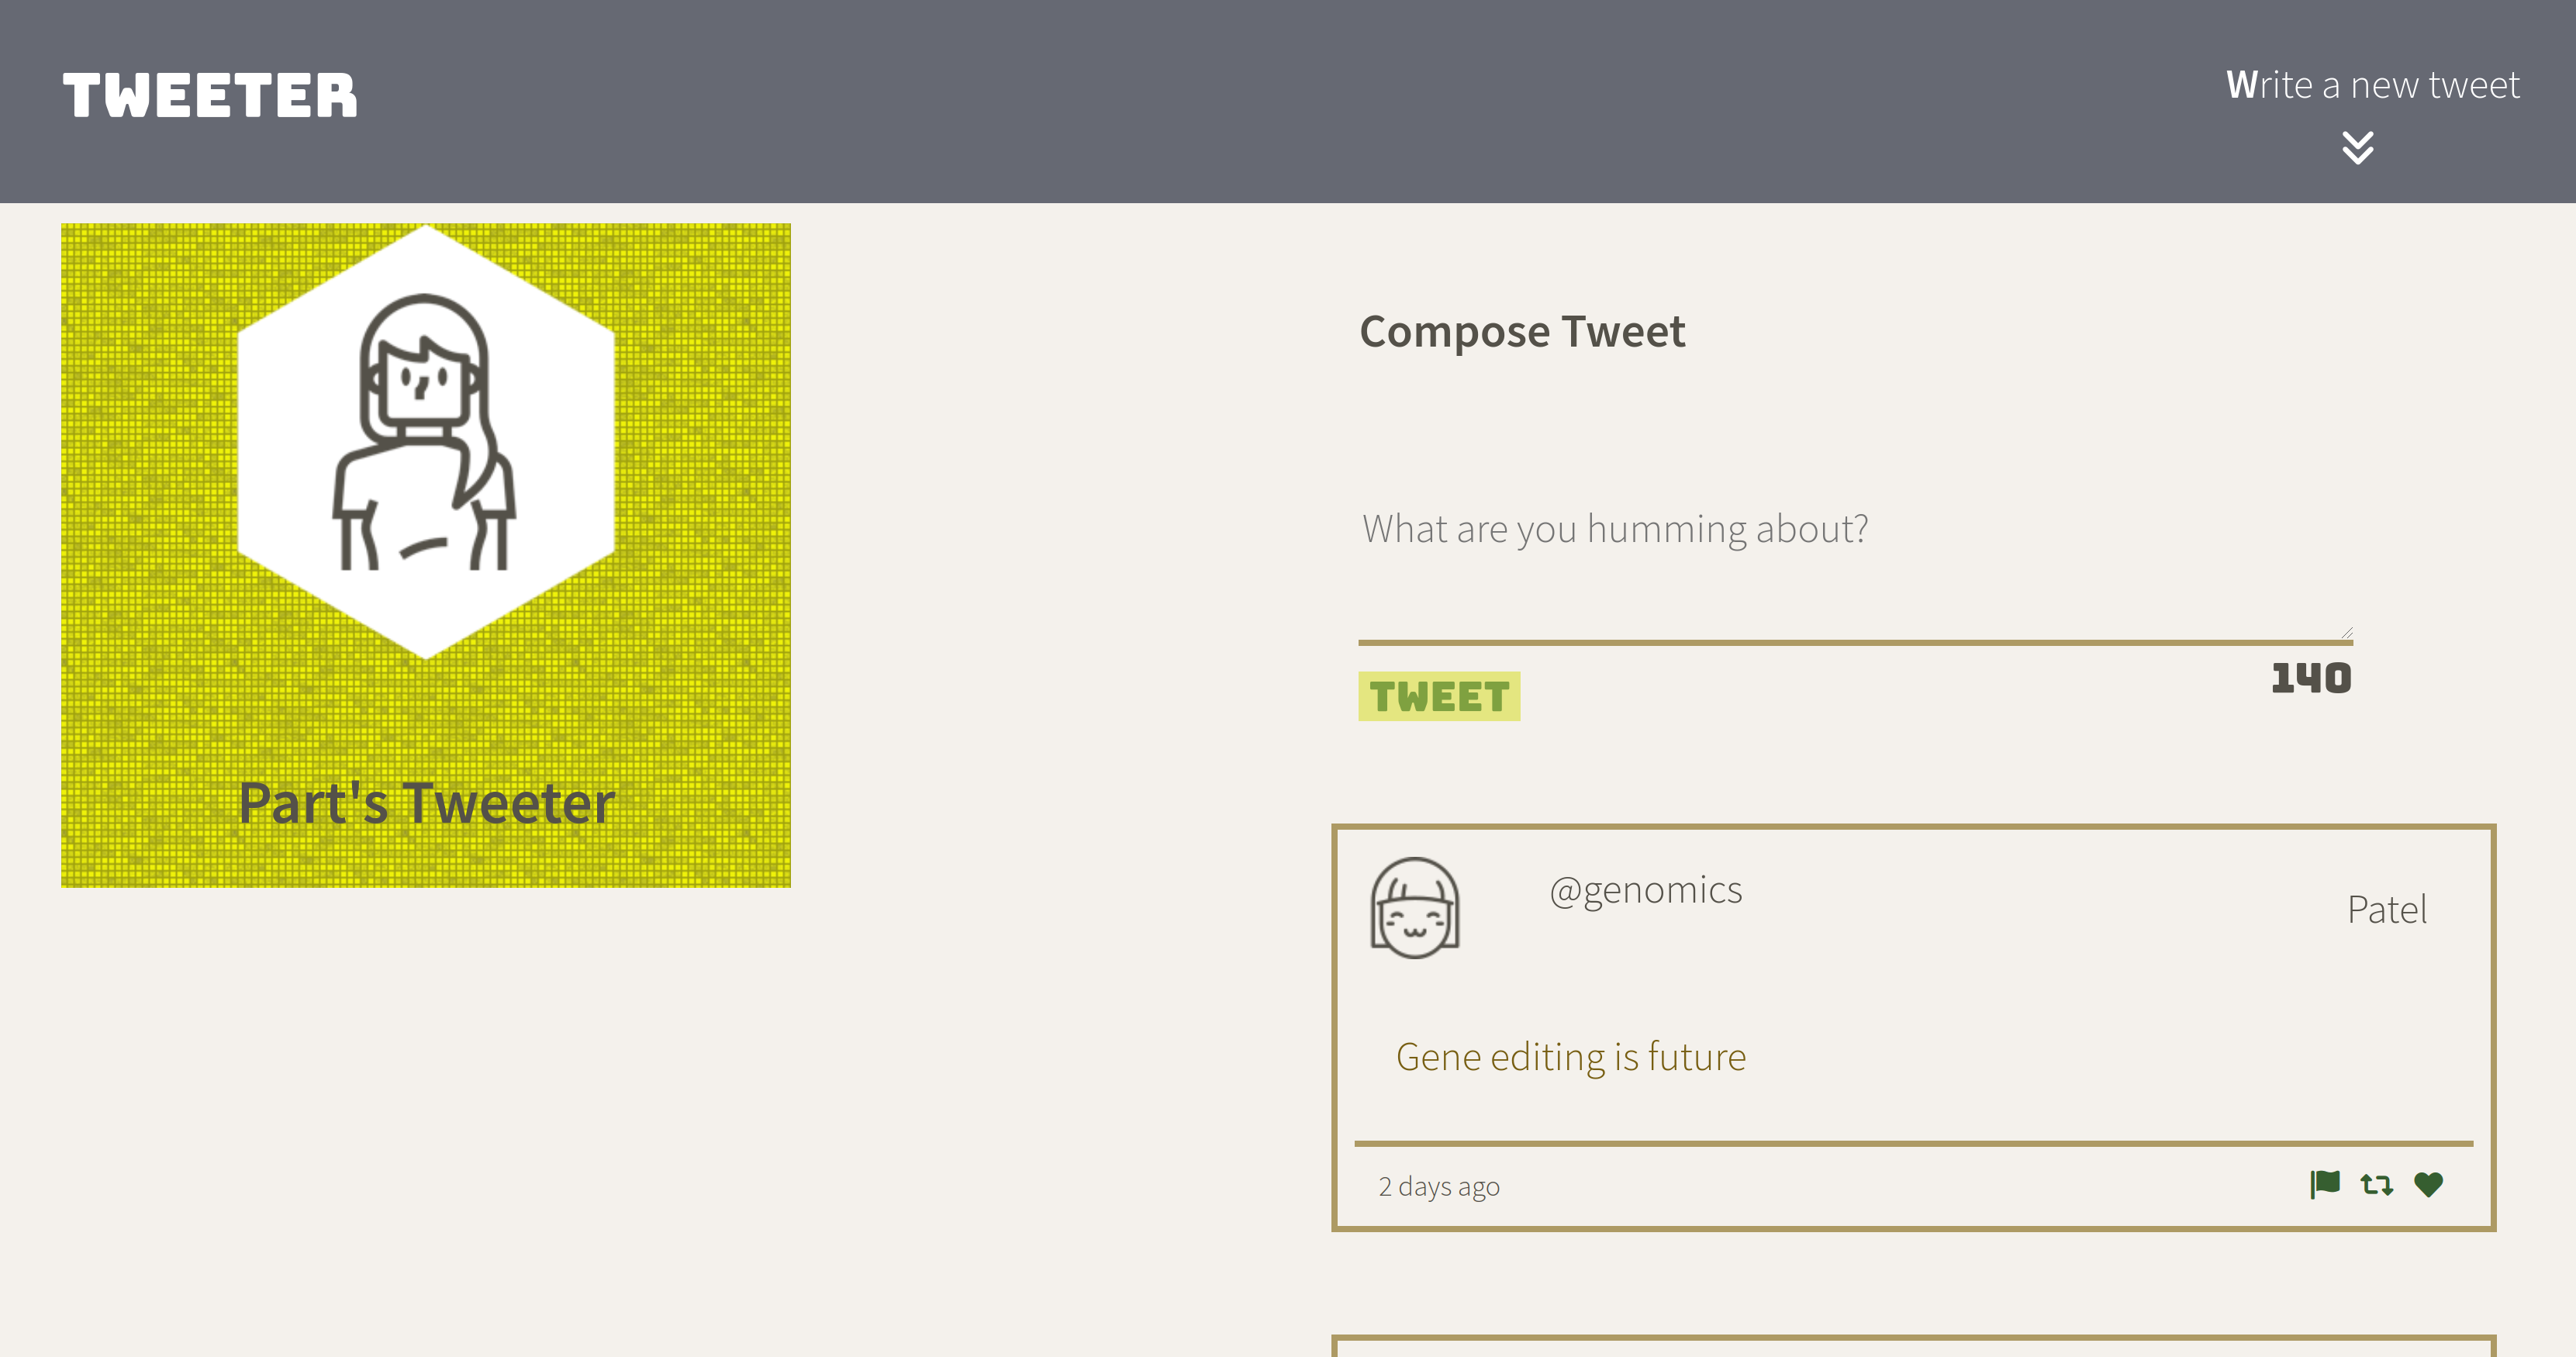 TWEETER
Write a new tweet
Part's Tweeter
Compose Tweet
What are you humming about?
TWEET
140
@genomics
Patel
Gene editing is future
2 days ago